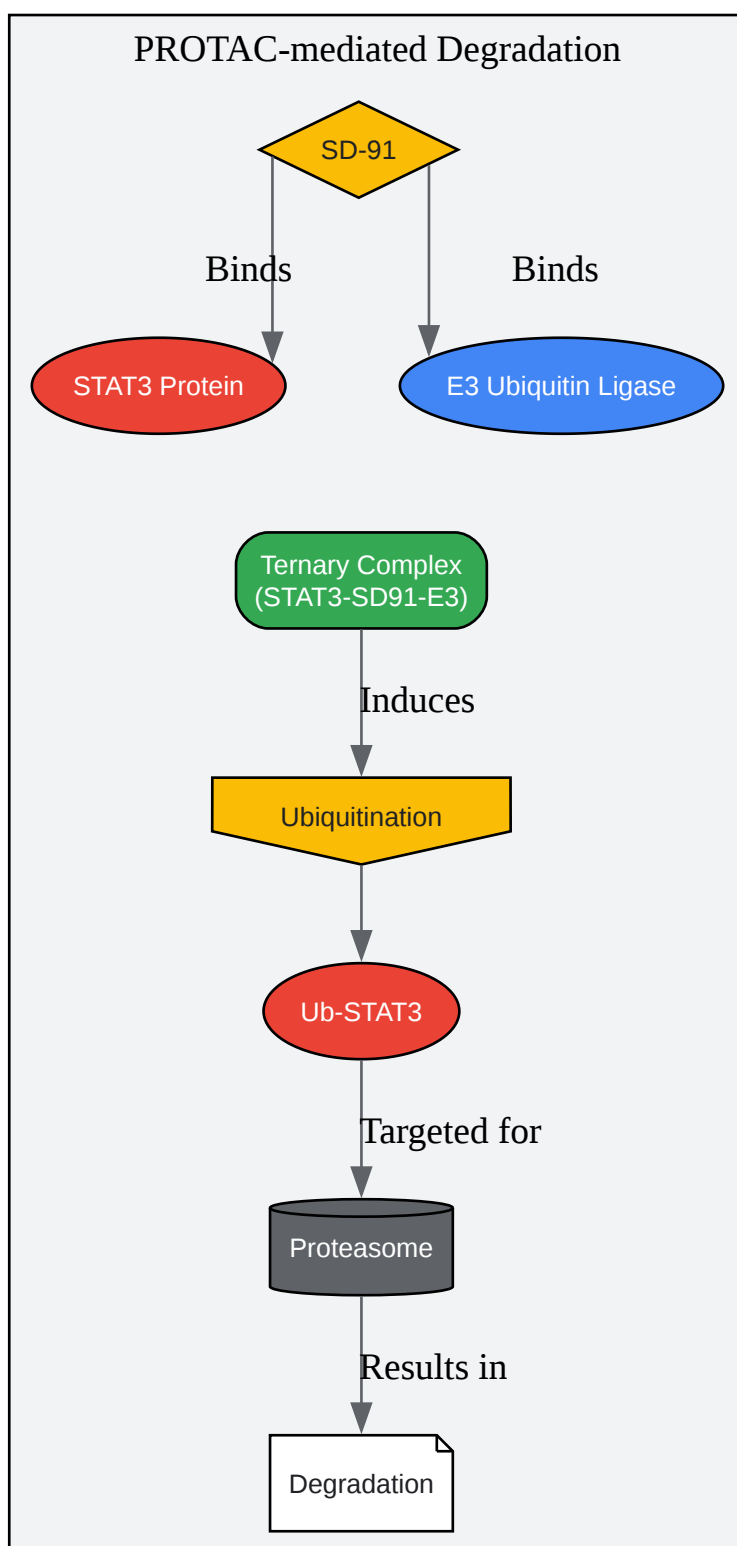 PROTAC-mediated Degradation
SD-91
Binds
Binds
STAT3 Protein
E3 Ubiquitin Ligase
Ternary Complex
(STAT3-SD91-E3)
Induces
Ubiquitination
Ub-STAT3
Targeted for
Proteasome
Results in
Degradation